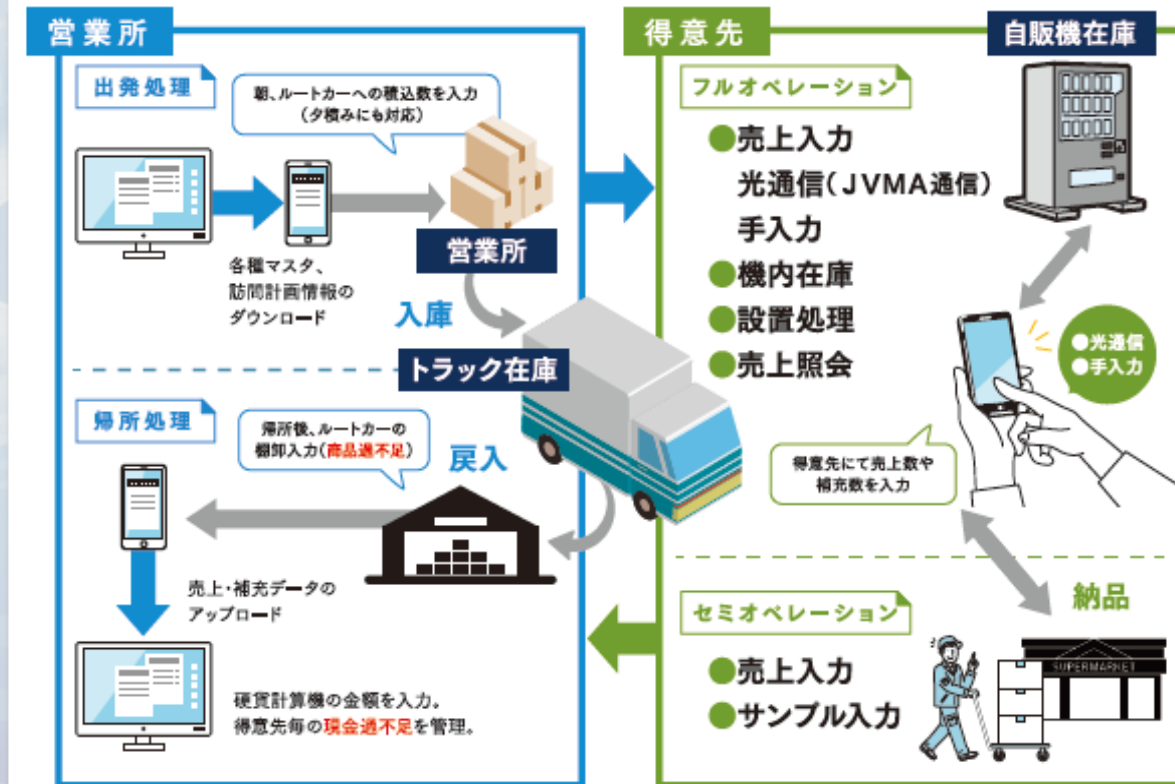 営業所
出発処理
朝、ルートカーへの積込数を入力
(夕積みにも対応)
各種マスタ、
訪問計画情報の
ダウンロード
営業所
入庫
トラック在庫
帰所処理
帰所後、ルートカーの
棚卸入力(商品過不足)
戻入
売上・補充データの
アップロード
硬貨計算機の金額を入力。
得意先毎の現金過不足を管理。
得意先
自販機在庫
フルオペレーション
●売上入力
光通信(JVMA通信)
手入力
●機内在庫
●設置処理
●売上照会
●光通信
●手入力
得意先にて売上数や
補充数を入力
納品
セミオペレーション
●売上入力
●サンプル入力
SUPERMARKET